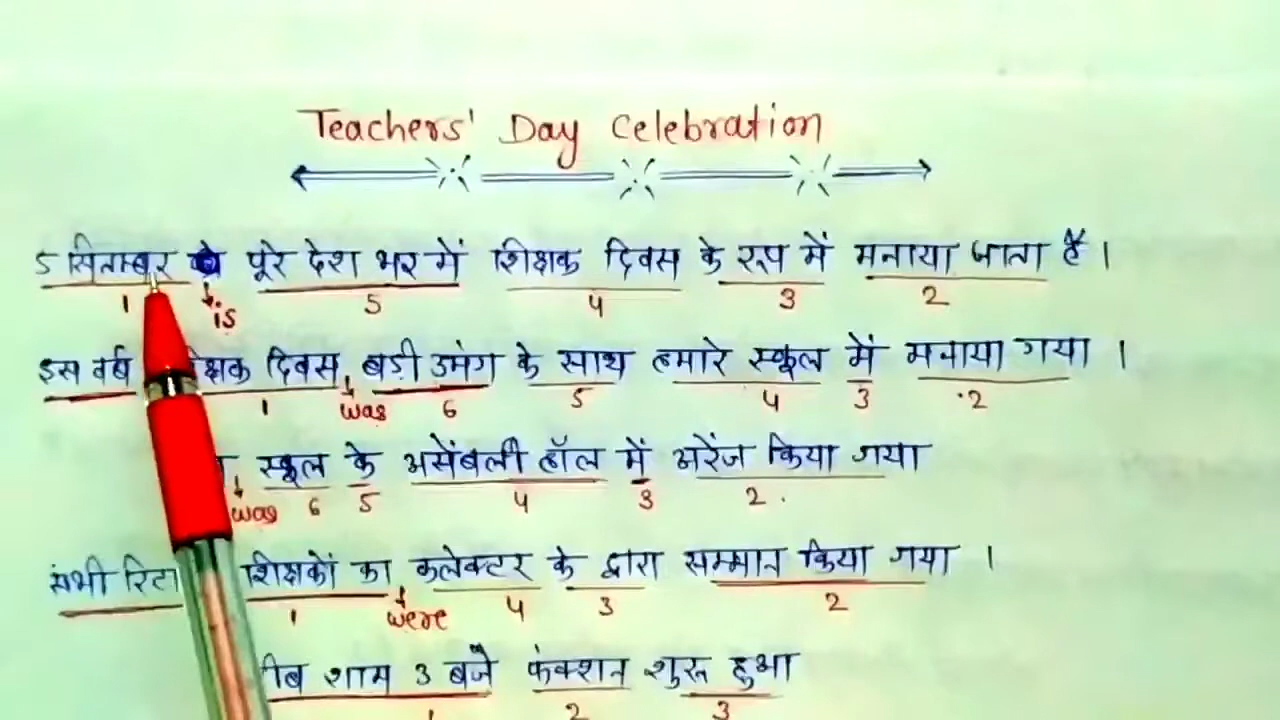 Teachers' Day Celebration
5 सितम्बर को पूरे देश भर में शिक्षक दिवस के रूप में मनाया जाता है ।
1 is 5 4 3 2
इस वर्ष दिवस बड़ी उमंग के साथ हमारे स्कूल में मनाया गया ।
1 was 6 5 4 3 2
स्कूल के असेंबली हॉल में अरेंज किया गया
was 6 5 4 3 2
सभी शिक्षकों का कलेक्टर के द्वारा सम्मान किया गया ।
1 were 4 3 2
शाम 3 बजे फंक्शन शुरू हुआ
1 2 3